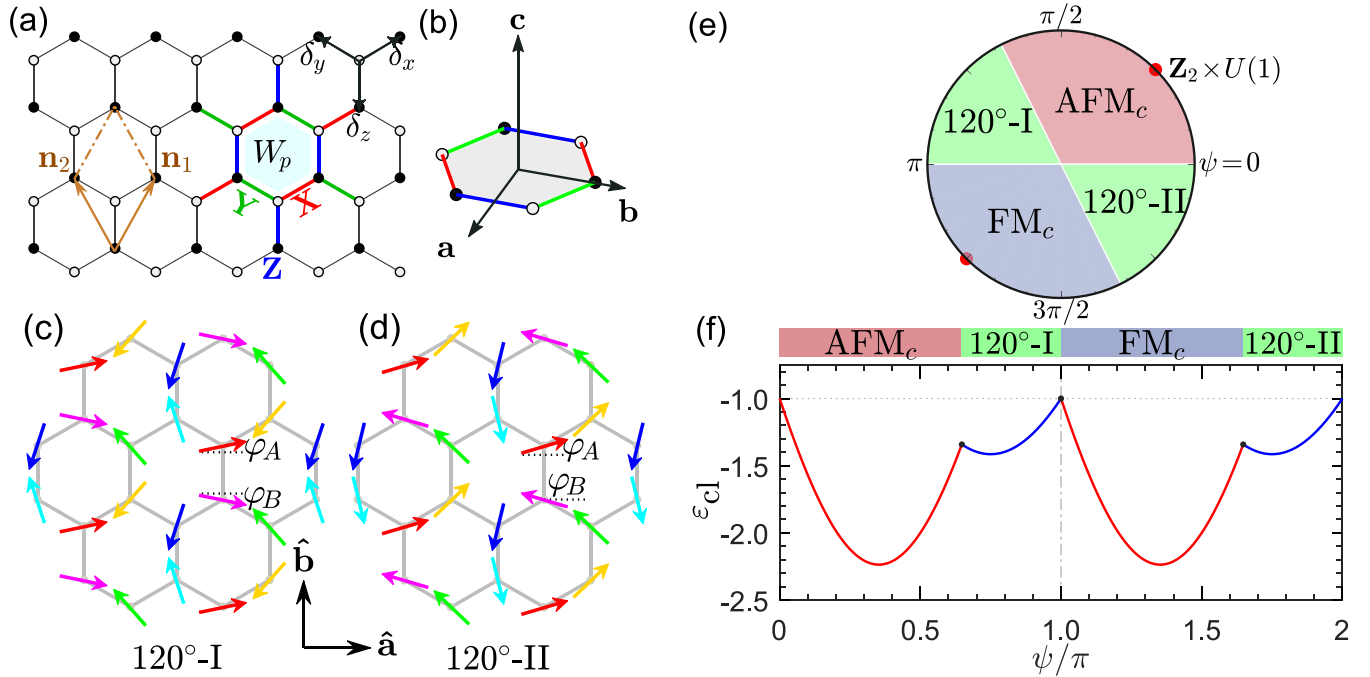 (a)
δy
δx
δz
n2
n1
Wp
Y
X
Z
(b)
c
b
a
(c)
φA
φB
120°-I
b̂
â
(d)
φA
φB
120°-II
(e)
π/2
Z2×U(1)
AFMc
120°-I
π
ψ=0
120°-II
FMc
3π/2
(f)
AFMc
120°-I
FMc
120°-II
εcl
-1.0
-1.5
-2.0
-2.5
0
0.5
1.0
1.5
2
ψ/π